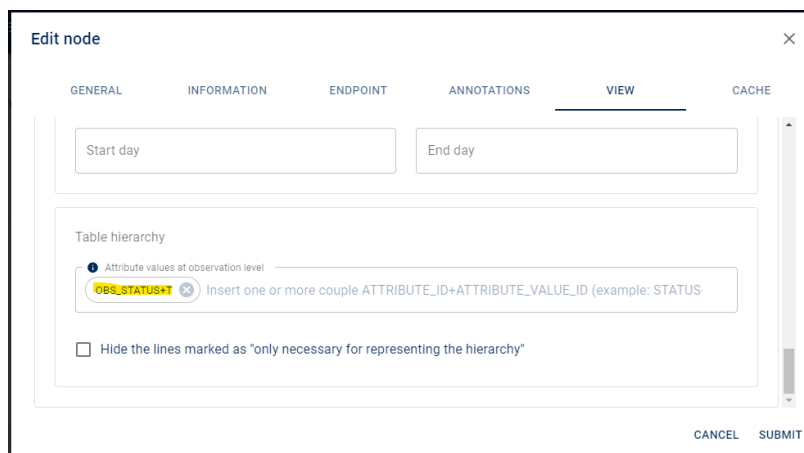 Edit node
GENERAL INFORMATION ENDPOINT ANNOTATIONS VIEW CACHE
Start day End day
Table hierarchy
Attribute values at observation level
OBS_STATUS+T Insert one or more couple ATTRIBUTE_ID+ATTRIBUTE_VALUE_ID (example: STATUS-
Hide the lines marked as "only necessary for representing the hierarchy"
CANCEL SUBMIT